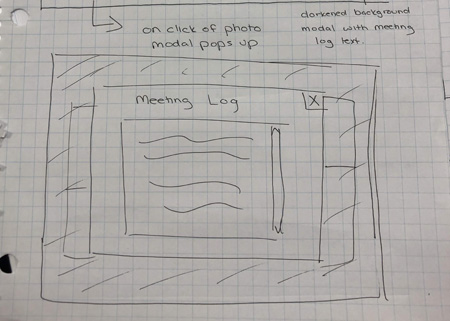 on click of photo
modal pops up
darkened background
modal with meeting
log text.
Meeting Log
X